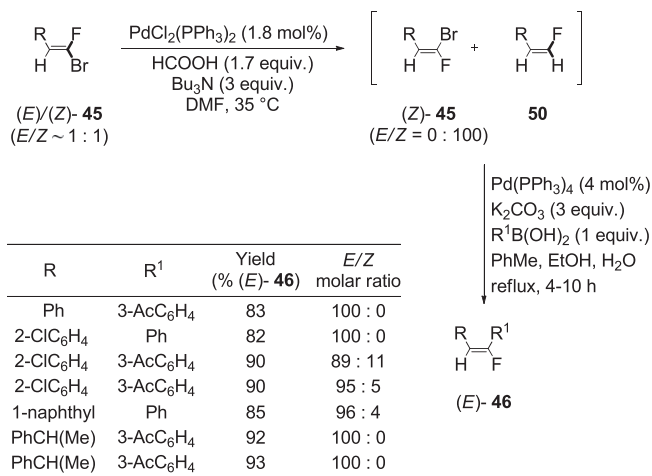 R F
H Br
PdCl2(PPh3)2 (1.8 mol%)
HCOOH (1.7 equiv.)
Bu3N (3 equiv.)
DMF, 35 °C
R Br
H F
+
R F
H H
(E)/(Z)- 45
(E/Z ~ 1 : 1)
(Z)- 45
(E/Z = 0 : 100)
50
Pd(PPh3)4 (4 mol%)
K2CO3 (3 equiv.)
R1B(OH)2 (1 equiv.)
PhMe, EtOH, H2O
reflux, 4-10 h
R R1
H F
(E)- 46
R R1 Yield (% (E)- 46) E/Z molar ratio
Ph 3-AcC6H4 83 100 : 0
2-ClC6H4 Ph 82 100 : 0
2-ClC6H4 3-AcC6H4 90 89 : 11
2-ClC6H4 3-AcC6H4 90 95 : 5
1-naphthyl Ph 85 96 : 4
PhCH(Me) 3-AcC6H4 92 100 : 0
PhCH(Me) 3-AcC6H4 93 100 : 0